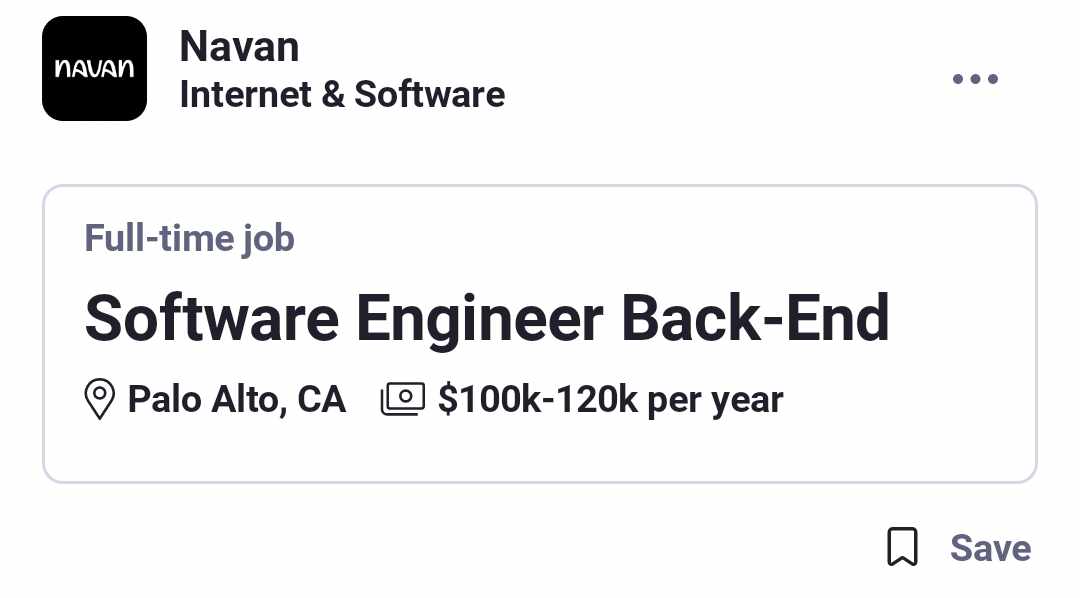 NAVAN
Navan
Internet & Software
Full-time job
Software Engineer Back-End
Palo Alto, CA $100k-120k per year
Save